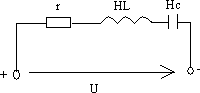 r HL Hc
+ -
U